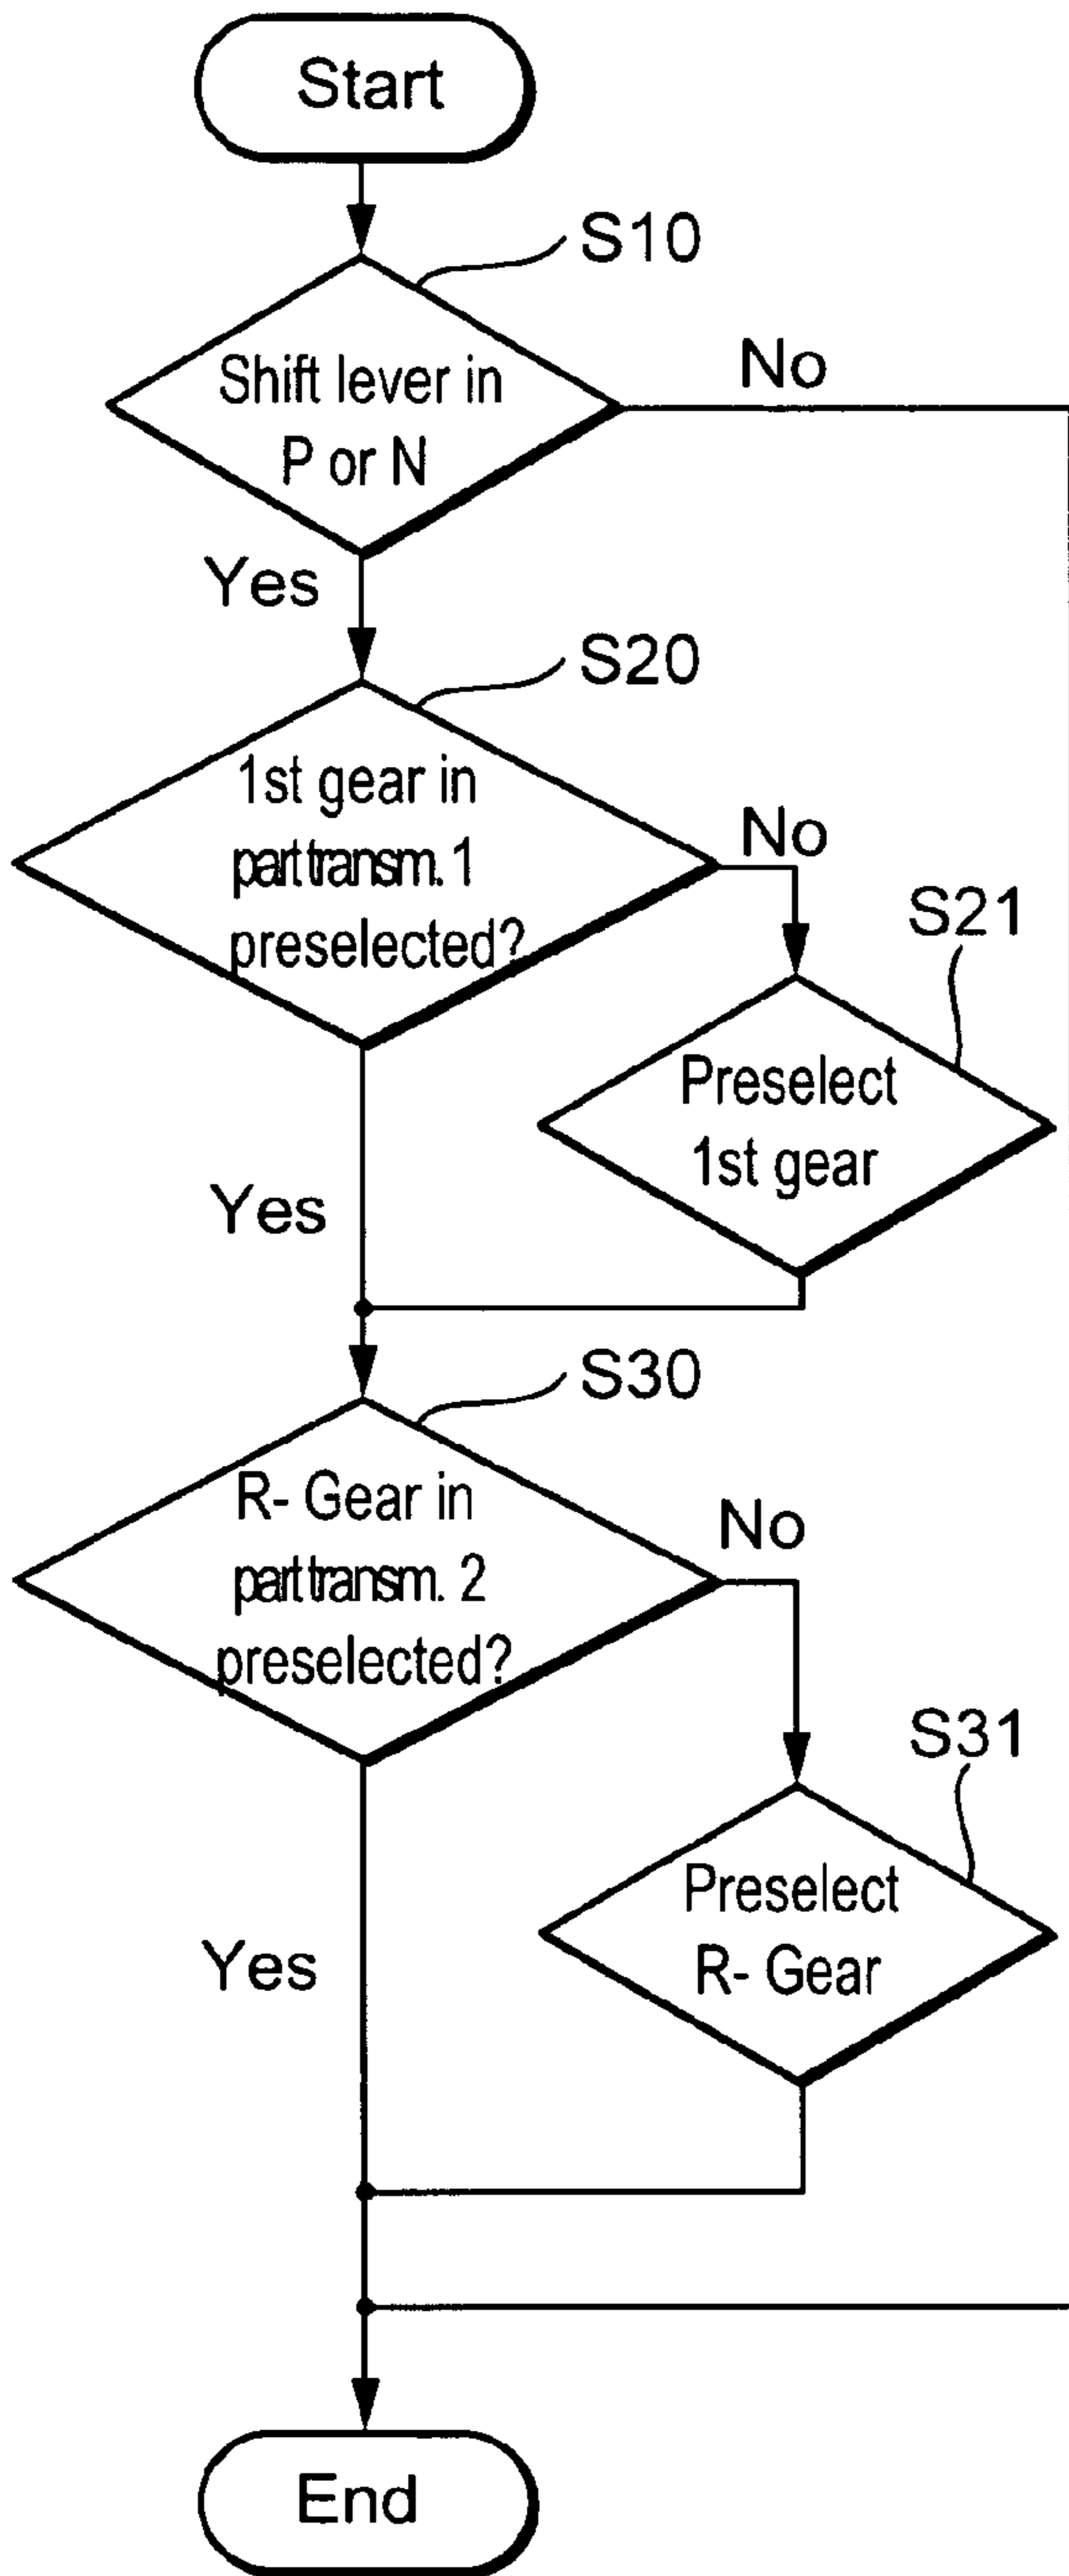 Start
S10
Shift lever in
P or N
No
Yes
S20
1st gear in
part transm. 1
preselected?
No
S21
Preselect
1st gear
Yes
S30
R- Gear in
part transm. 2
preselected?
No
S31
Preselect
R- Gear
Yes
End